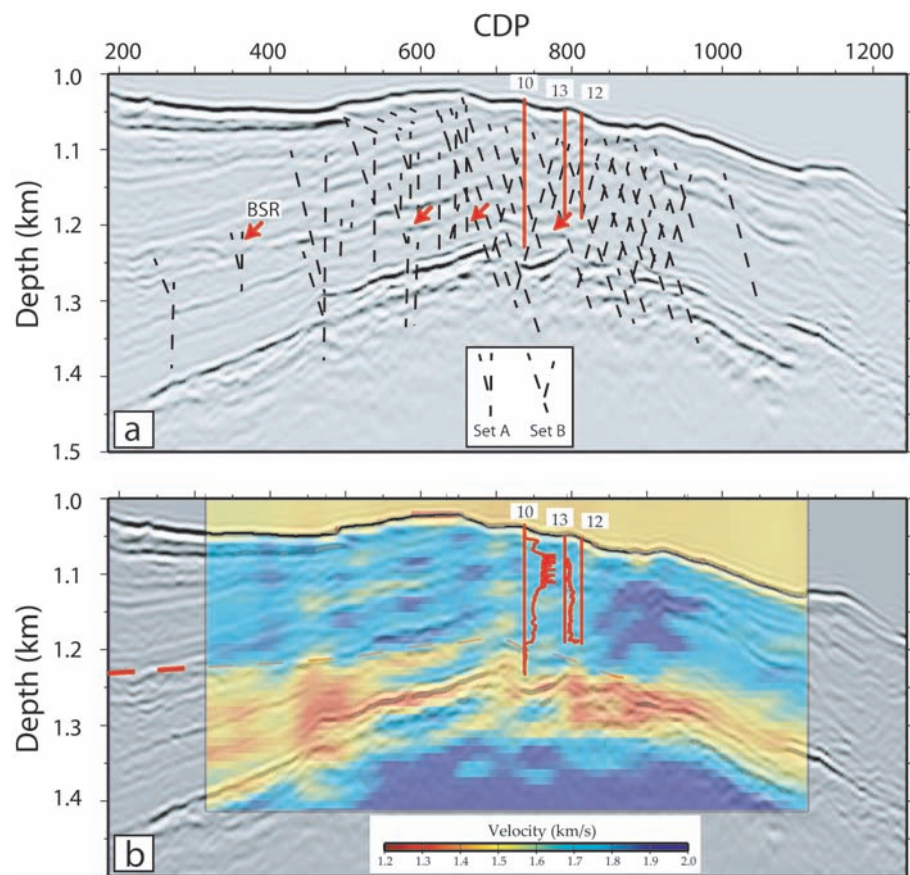 CDP
200 400 600 800 1000 1200
10 13 12
1.0
1.1
1.2
1.3
1.4
1.5
Depth (km)
BSR
Set A Set B
a
10 13 12
1.0
1.1
1.2
1.3
1.4
Depth (km)
Velocity (km/s)
1.2 1.3 1.4 1.5 1.6 1.7 1.8 1.9 2.0
b